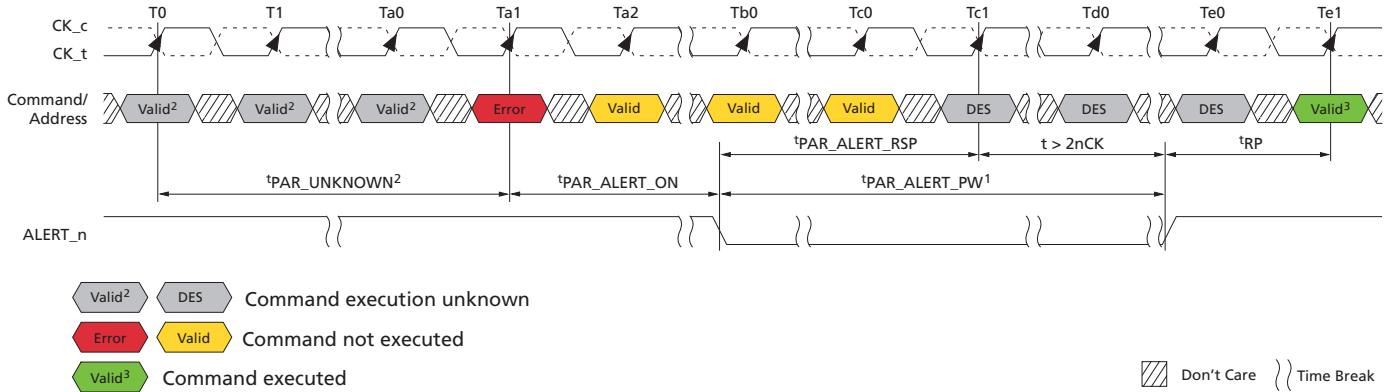 T0 T1 Ta0 Ta1 Ta2 Tb0 Tc0 Tc1 Td0 Te0 Te1
CK_c
CK_t
Command/
Address
Valid² Valid² Valid² Error Valid Valid Valid DES DES DES Valid³
ᵗPAR_ALERT_RSP t > 2nCK ᵗRP
ᵗPAR_UNKNOWN² ᵗPAR_ALERT_ON ᵗPAR_ALERT_PW¹
ALERT_n
Valid² DES Command execution unknown
Error Valid Command not executed
Valid³ Command executed
Don't Care Time Break